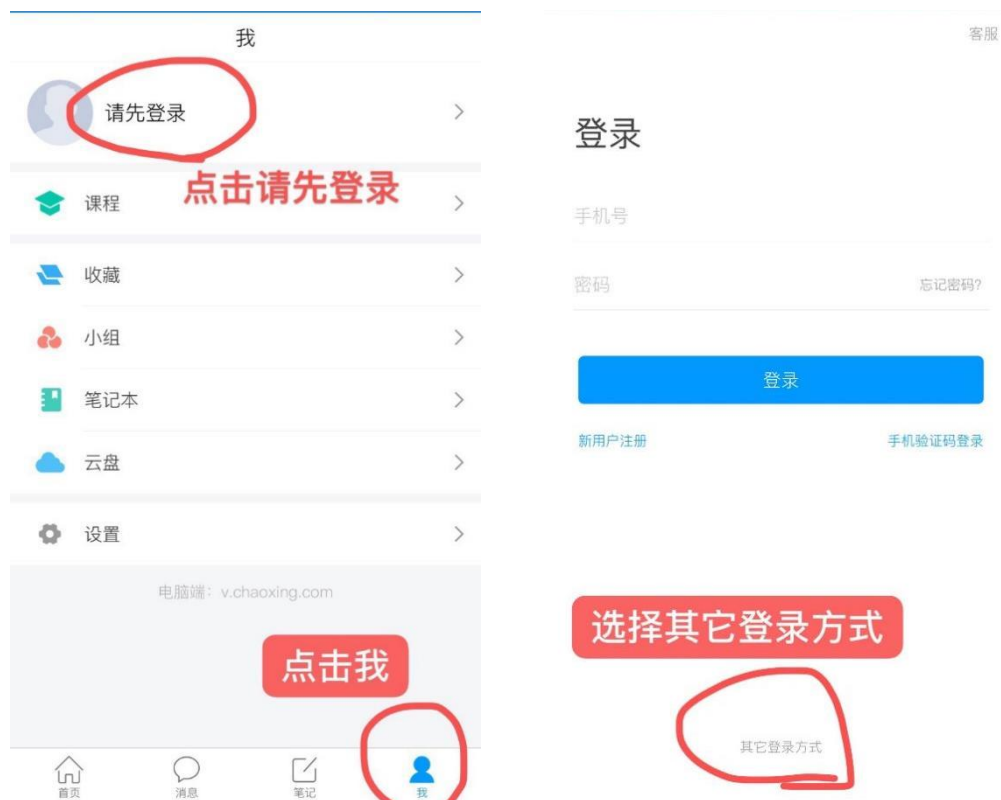 我
请先登录
点击请先登录
课程
收藏
小组
笔记本
云盘
设置
电脑端：v.chaoxing.com
点击我
首页
消息
笔记
我
客服
登录
手机号
密码
忘记密码?
登录
新用户注册
手机验证码登录
选择其它登录方式
其它登录方式